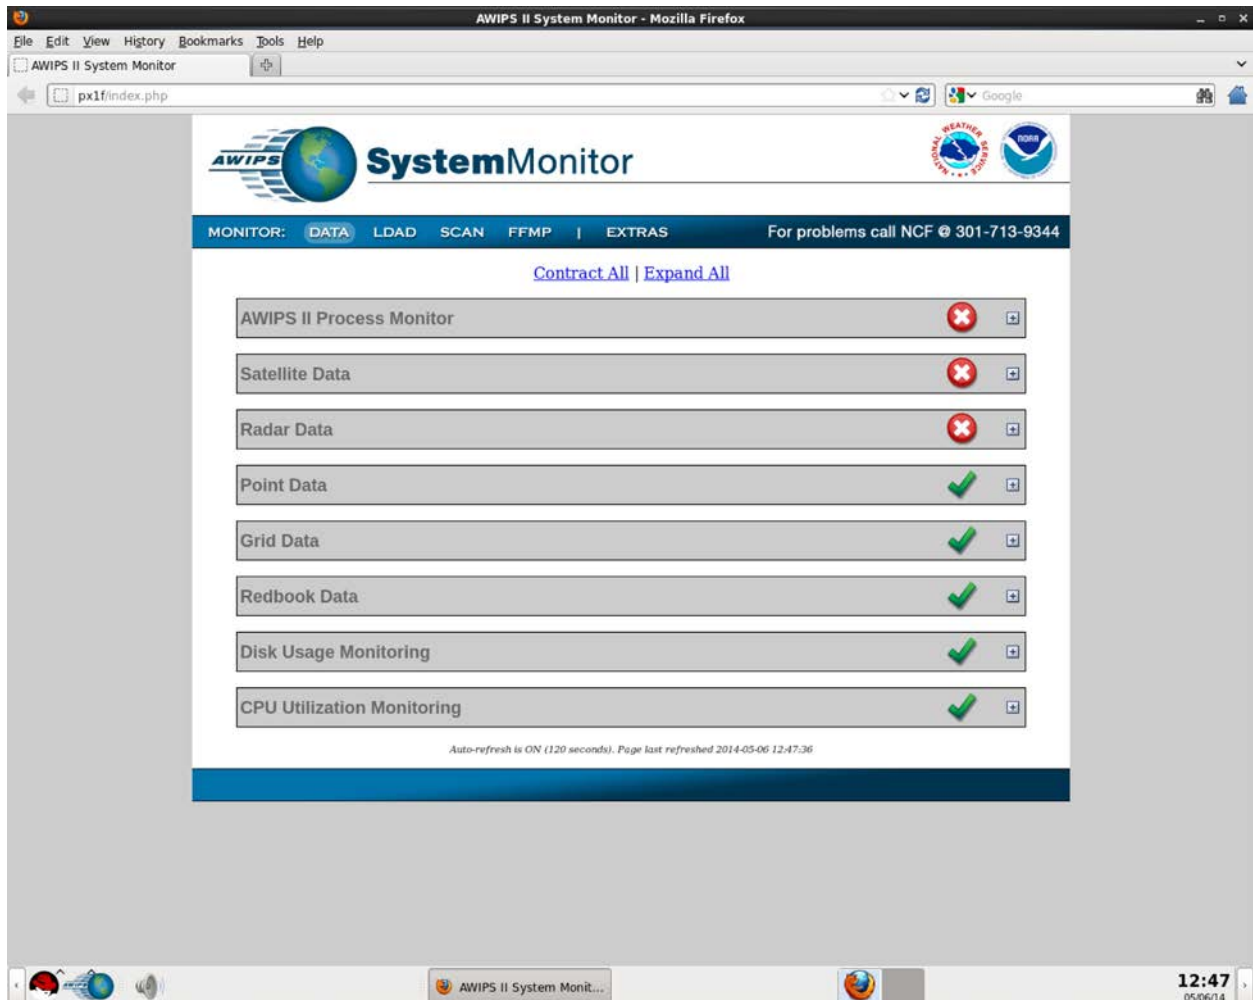 AWIPS II System Monitor - Mozilla Firefox
File Edit View History Bookmarks Tools Help
AWIPS II System Monitor
px1f/index.php
Google
AWIPS
SystemMonitor
NATIONAL WEATHER SERVICE
NOAA
MONITOR: DATA LDAD SCAN FFMP | EXTRAS For problems call NCF @ 301-713-9344
Contract All | Expand All
AWIPS II Process Monitor
Satellite Data
Radar Data
Point Data
Grid Data
Redbook Data
Disk Usage Monitoring
CPU Utilization Monitoring
Auto-refresh is ON (120 seconds). Page last refreshed 2014-05-06 12:47:36
AWIPS II System Monit...
12:47
05/06/14